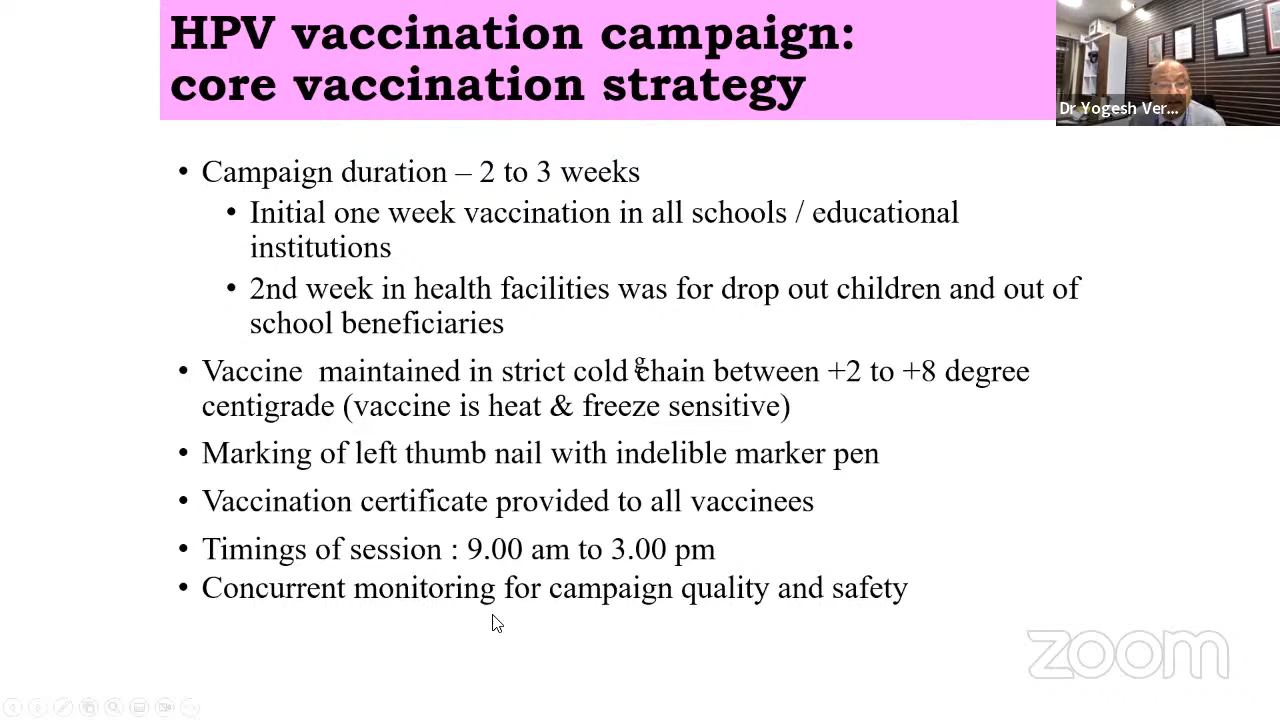 HPV vaccination campaign:
core vaccination strategy
Dr Yogesh Ver...
• Campaign duration – 2 to 3 weeks
• Initial one week vaccination in all schools / educational
institutions
• 2nd week in health facilities was for drop out children and out of
school beneficiaries
g
• Vaccine  maintained in strict cold chain between +2 to +8 degree
centigrade (vaccine is heat & freeze sensitive)
• Marking of left thumb nail with indelible marker pen
• Vaccination certificate provided to all vaccinees
• Timings of session : 9.00 am to 3.00 pm
• Concurrent monitoring for campaign quality and safety
zoom